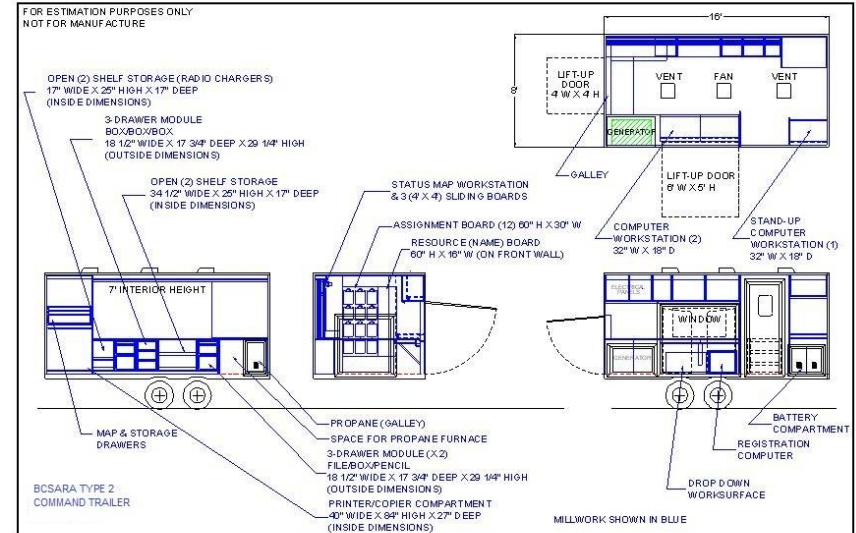 FOR ESTIMATION PURPOSES ONLY
NOT FOR MANUFACTURE
16'
8'
LIFT-UP
DOOR
4' W X 4' H
VENT
FAN
VENT
GENERATOR
GALLEY
LIFT-UP DOOR
6' W X 5' H
COMPUTER
WORKSTATION (2)
32" W X 18" D
STAND-UP
COMPUTER
WORKSTATION (1)
32" W X 18" D
OPEN (2) SHELF STORAGE (RADIO CHARGERS)
17" WIDE X 25" HIGH X 17" DEEP
(INSIDE DIMENSIONS)
3-DRAWER MODULE
BOX/BOX/BOX
18 1/2" WIDE X 17 3/4" DEEP X 29 1/4" HIGH
(OUTSIDE DIMENSIONS)
OPEN (2) SHELF STORAGE
34 1/2" WIDE X 25" HIGH X 17" DEEP
(INSIDE DIMENSIONS)
STATUS MAP WORKSTATION
& 3 (4' X 4') SLIDING BOARDS
ASSIGNMENT BOARD (12) 60" H X 30" W
RESOURCE (NAME) BOARD
60" H X 16" W (ON FRONT WALL)
7' INTERIOR HEIGHT
ELECTRICAL
PANELS
WINDOW
GENERATOR
MAP & STORAGE
DRAWERS
PROPANE (GALLEY)
SPACE FOR PROPANE FURNACE
3-DRAWER MODULE (X 2)
FILE/BOX/PENCIL
18 1/2" WIDE X 17 3/4" DEEP X 29 1/4" HIGH
(OUTSIDE DIMENSIONS)
PRINTER/COPIER COMPARTMENT
40" WIDE X 84" HIGH X 27" DEEP
(INSIDE DIMENSIONS)
BATTERY
COMPARTMENT
REGISTRATION
COMPUTER
DROP DOWN
WORKSURFACE
BCSARA TYPE 2
COMMAND TRAILER
MILLWORK SHOWN IN BLUE